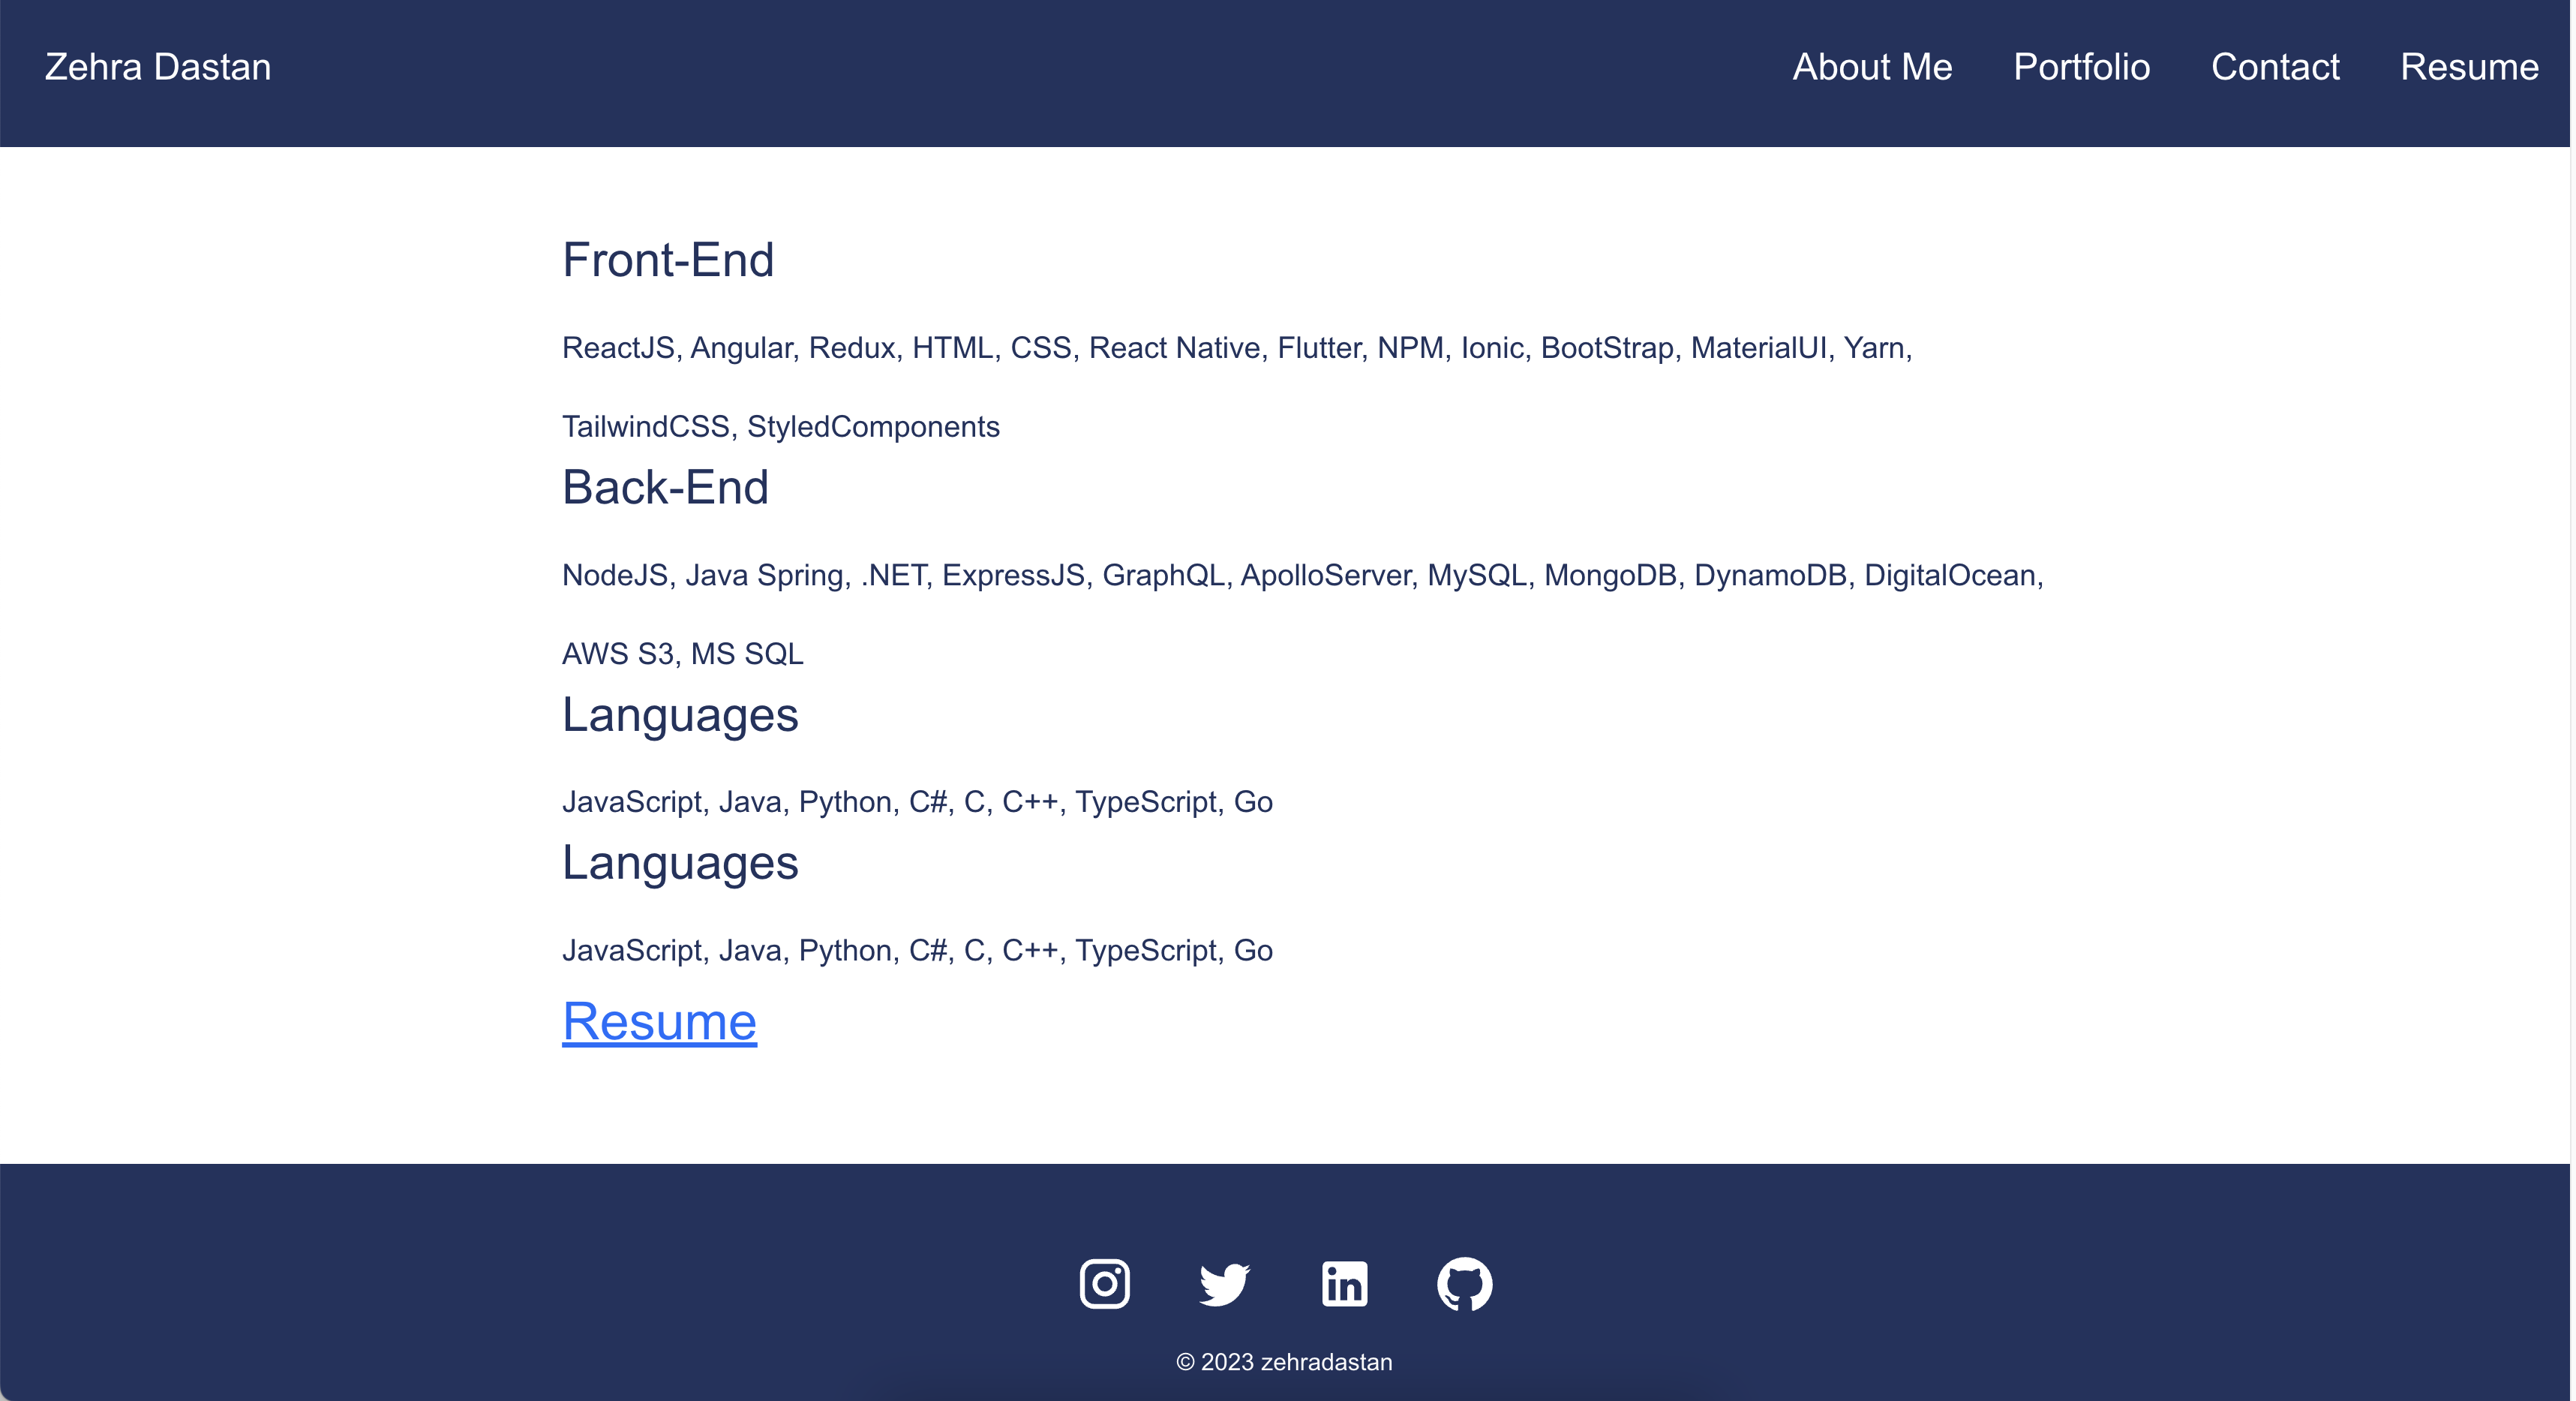 Zehra Dastan
About Me Portfolio Contact Resume
Front-End
ReactJS, Angular, Redux, HTML, CSS, React Native, Flutter, NPM, Ionic, BootStrap, MaterialUI, Yarn,
TailwindCSS, StyledComponents
Back-End
NodeJS, Java Spring, .NET, ExpressJS, GraphQL, ApolloServer, MySQL, MongoDB, DynamoDB, DigitalOcean,
AWS S3, MS SQL
Languages
JavaScript, Java, Python, C#, C, C++, TypeScript, Go
Languages
JavaScript, Java, Python, C#, C, C++, TypeScript, Go
Resume
© 2023 zehradastan